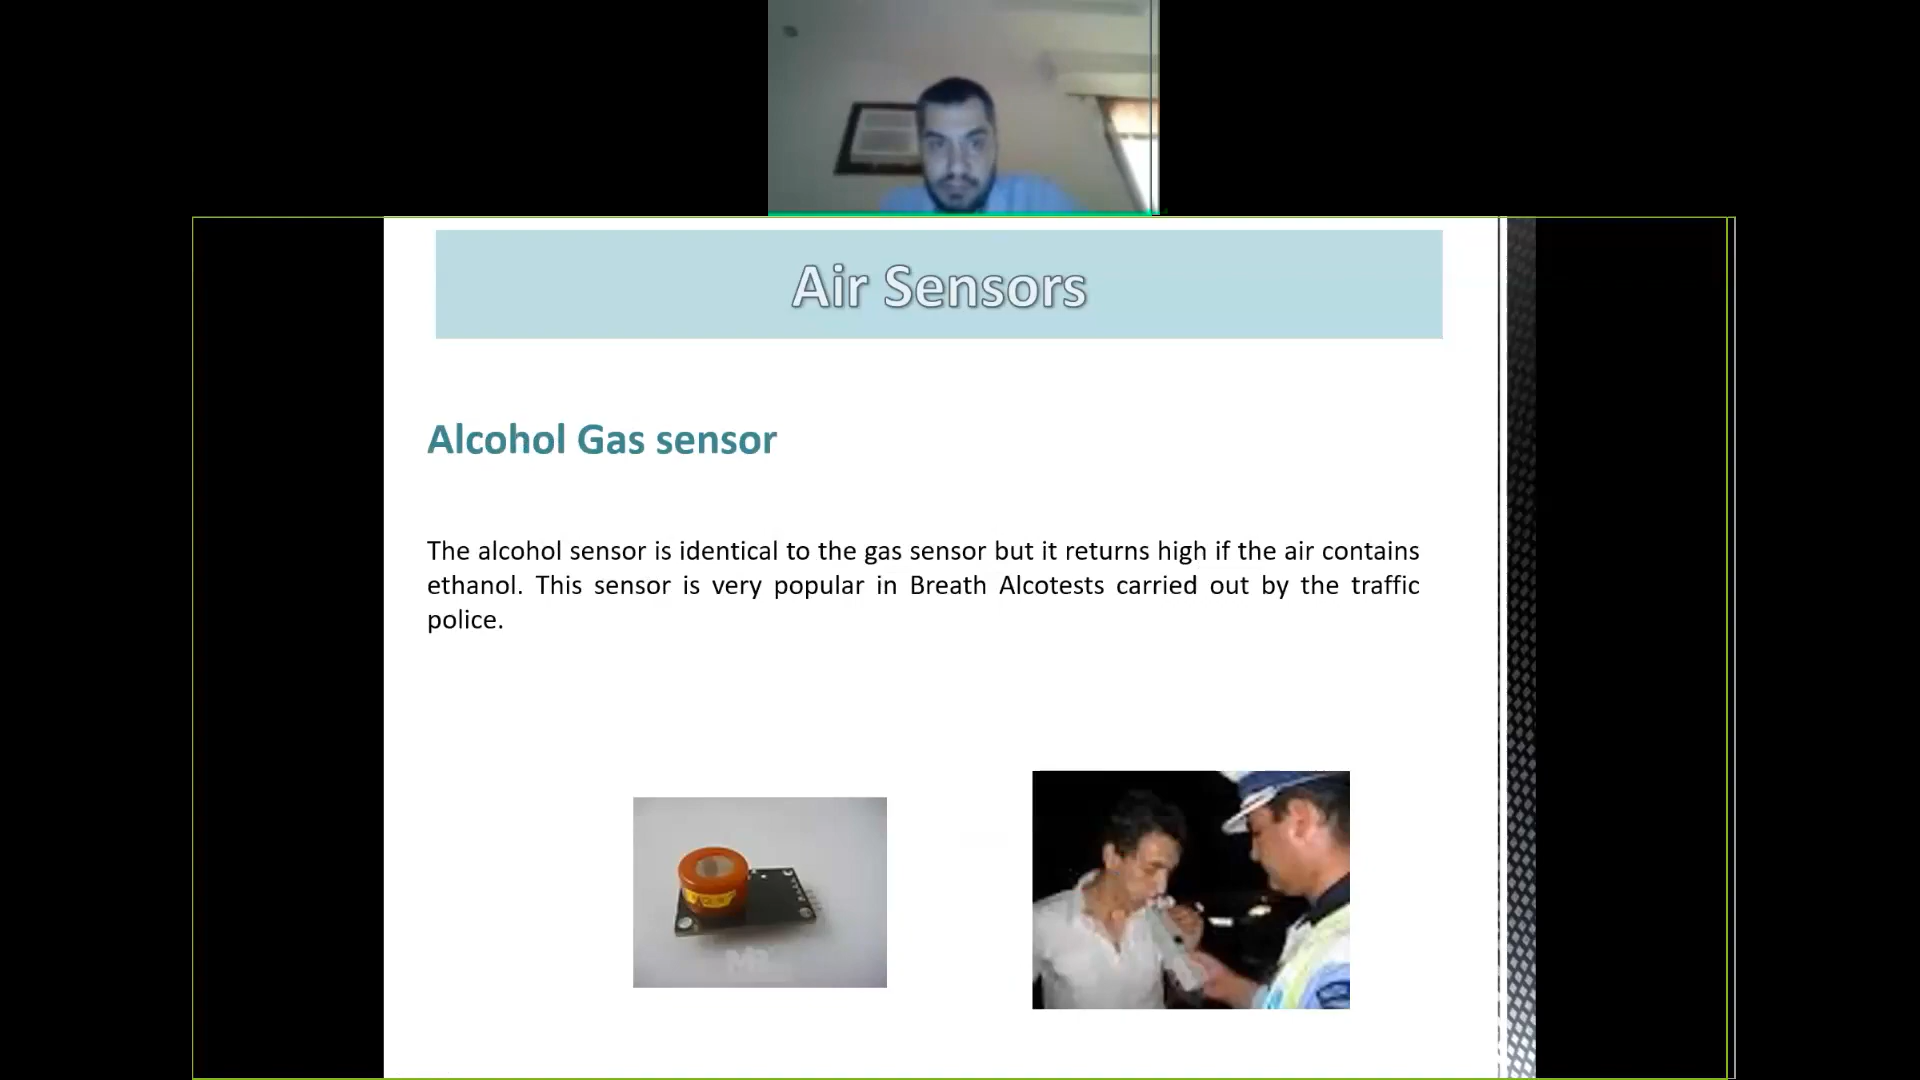 Air Sensors
Alcohol Gas sensor
The alcohol sensor is identical to the gas sensor but it returns high if the air contains
ethanol. This sensor is very popular in Breath Alcotests carried out by the traffic
police.